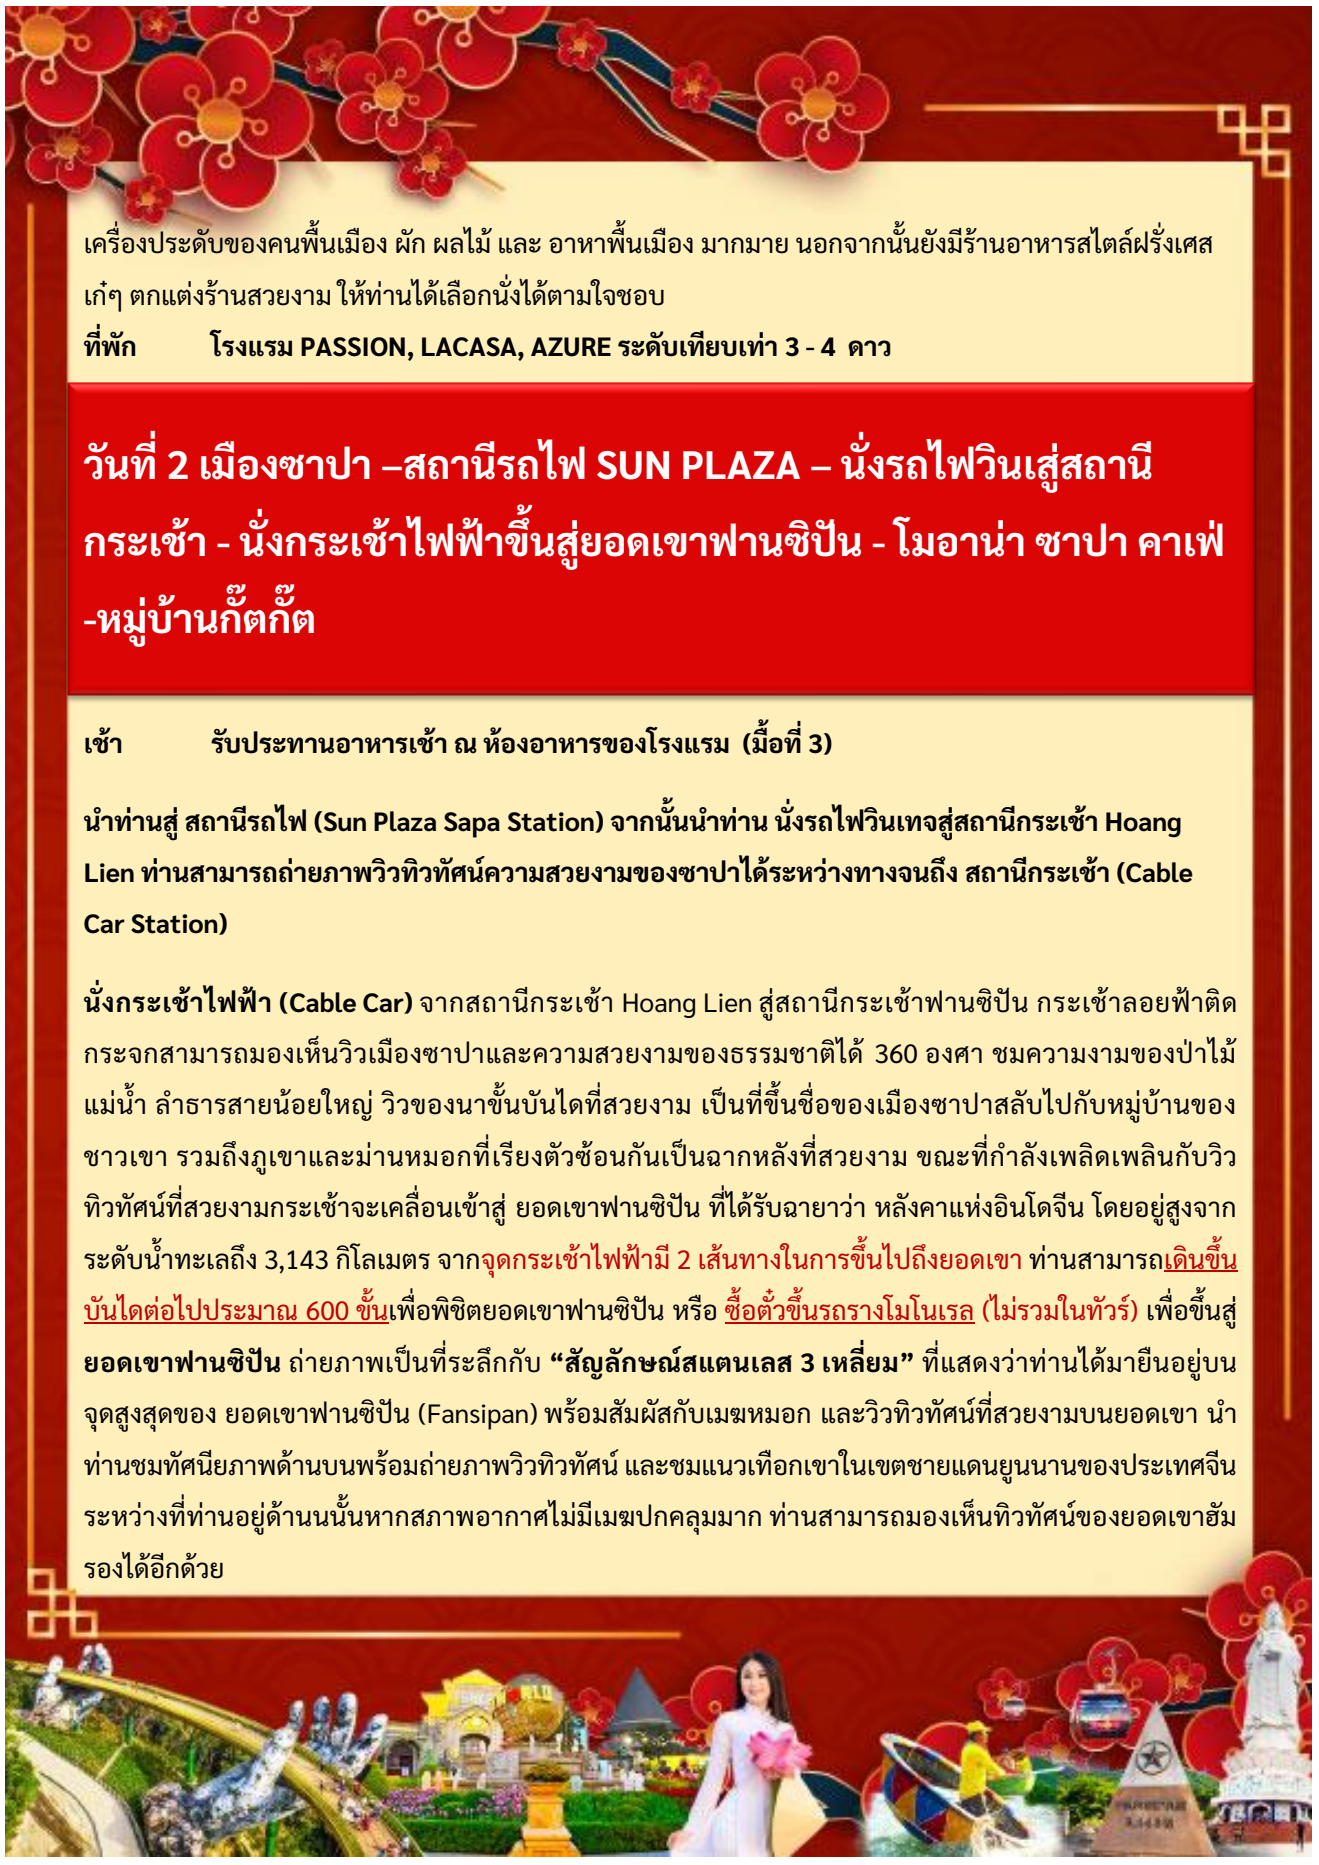 เครื่องประดับของคนพื้นเมือง ผัก ผลไม้ และ อาหาพื้นเมือง มากมาย นอกจากนั้นยังมีร้านอาหารสไตล์ฝรั่งเศส
เก๋ๆ ตกแต่งร้านสวยงาม ให้ท่านได้เลือกนั่งได้ตามใจชอบ
ที่พัก โรงแรม PASSION, LACASA, AZURE ระดับเทียบเท่า 3 - 4 ดาว
วันที่ 2 เมืองซาปา –สถานีรถไฟ SUN PLAZA – นั่งรถไฟวินเสู่สถานี
กระเช้า - นั่งกระเช้าไฟฟ้าขึ้นสู่ยอดเขาฟานซิปัน - โมอาน่า ซาปา คาเฟ่
-หมู่บ้านกั๊ตกั๊ต
เช้า รับประทานอาหารเช้า ณ ห้องอาหารของโรงแรม (มื้อที่ 3)
นำท่านสู่ สถานีรถไฟ (Sun Plaza Sapa Station) จากนั้นนำท่าน นั่งรถไฟวินเทจสู่สถานีกระเช้า Hoang
Lien ท่านสามารถถ่ายภาพวิวทิวทัศน์ความสวยงามของซาปาได้ระหว่างทางจนถึง สถานีกระเช้า (Cable
Car Station)
นั่งกระเช้าไฟฟ้า (Cable Car) จากสถานีกระเช้า Hoang Lien สู่สถานีกระเช้าฟานซิปัน กระเช้าลอยฟ้าติด
กระจกสามารถมองเห็นวิวเมืองซาปาและความสวยงามของธรรมชาติได้ 360 องศา ชมความงามของป่าไม้
แม่น้ำ ลำธารสายน้อยใหญ่ วิวของนาขั้นบันไดที่สวยงาม เป็นที่ขึ้นชื่อของเมืองซาปาสลับไปกับหมู่บ้านของ
ชาวเขา รวมถึงภูเขาและม่านหมอกที่เรียงตัวซ้อนกันเป็นฉากหลังที่สวยงาม ขณะที่กำลังเพลิดเพลินกับวิว
ทิวทัศน์ที่สวยงามกระเช้าจะเคลื่อนเข้าสู่ ยอดเขาฟานซิปัน ที่ได้รับฉายาว่า หลังคาแห่งอินโดจีน โดยอยู่สูงจาก
ระดับน้ำทะเลถึง 3,143 กิโลเมตร จากจุดกระเช้าไฟฟ้ามี 2 เส้นทางในการขึ้นไปถึงยอดเขา ท่านสามารถเดินขึ้น
บันไดต่อไปประมาณ 600 ขั้นเพื่อพิชิตยอดเขาฟานซิปัน หรือ ซื้อตั๋วขึ้นรถรางโมโนเรล (ไม่รวมในทัวร์) เพื่อขึ้นสู่
ยอดเขาฟานซิปัน ถ่ายภาพเป็นที่ระลึกกับ “สัญลักษณ์สแตนเลส 3 เหลี่ยม” ที่แสดงว่าท่านได้มายืนอยู่บน
จุดสูงสุดของ ยอดเขาฟานซิปัน (Fansipan) พร้อมสัมผัสกับเมฆหมอก และวิวทิวทัศน์ที่สวยงามบนยอดเขา นำ
ท่านชมทัศนียภาพด้านบนพร้อมถ่ายภาพวิวทิวทัศน์ และชมแนวเทือกเขาในเขตชายแดนยูนนานของประเทศจีน
ระหว่างที่ท่านอยู่ด้านนนั้นหากสภาพอากาศไม่มีเมฆปกคลุมมาก ท่านสามารถมองเห็นทิวทัศน์ของยอดเขาฮัม
รองได้อีกด้วย